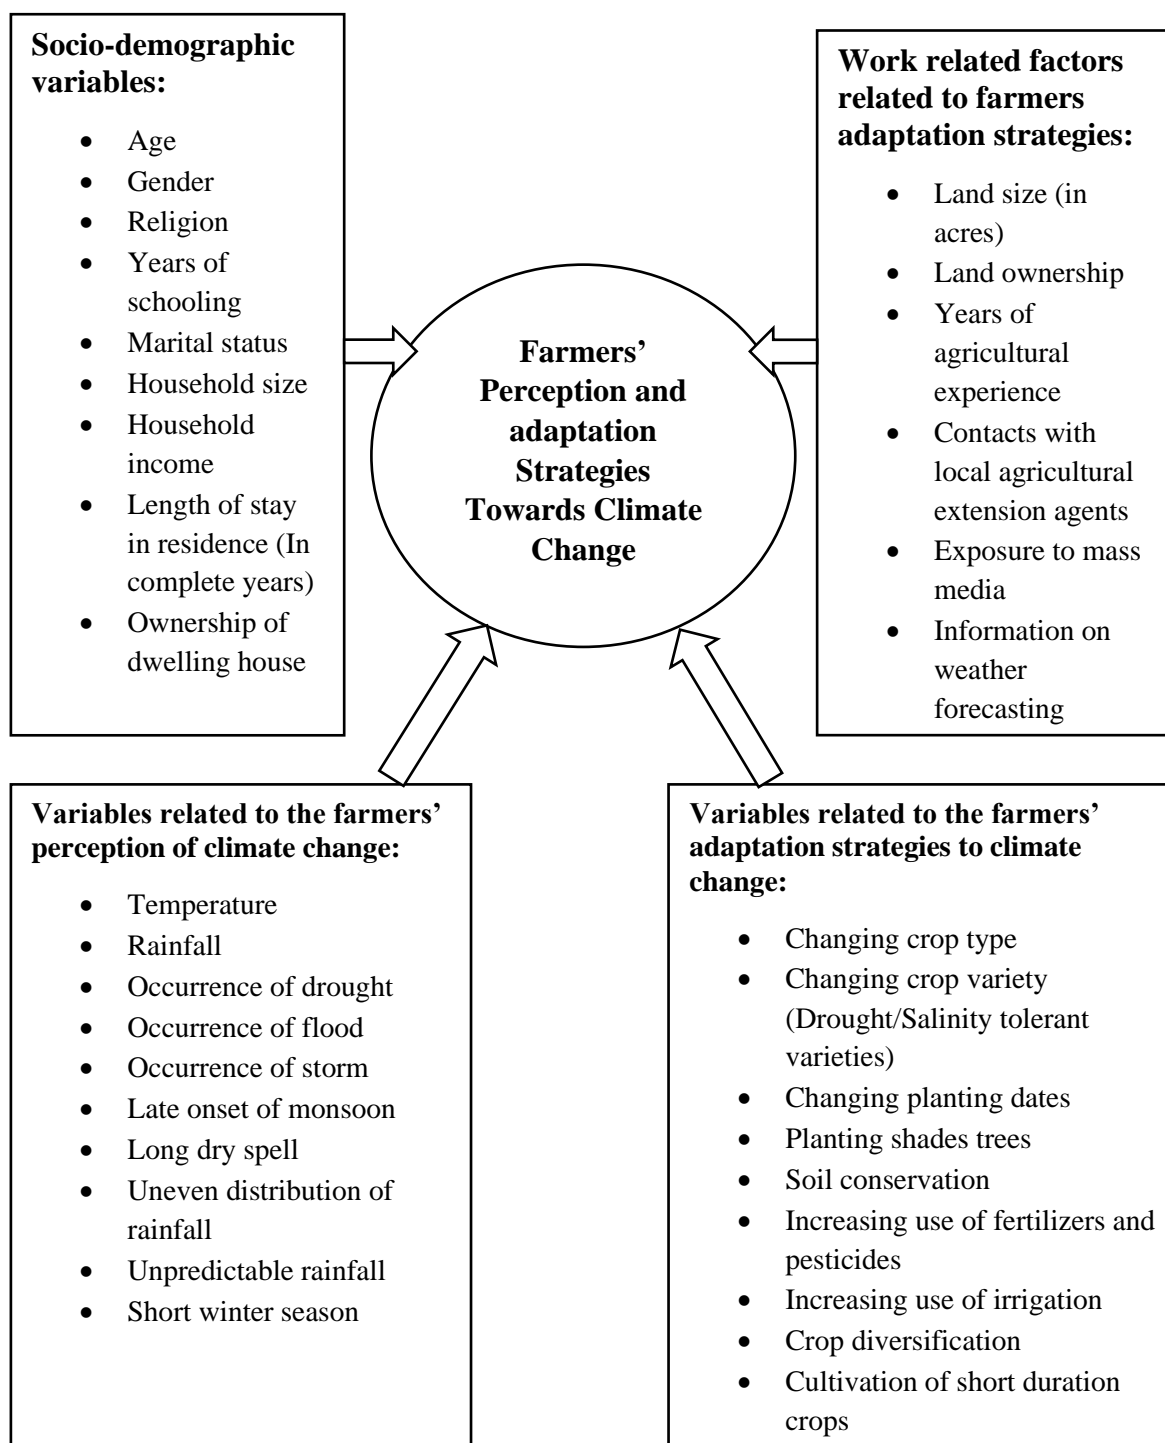 Socio-demographic
variables:
• Age
• Gender
• Religion
• Years of
schooling
• Marital status
• Household size
• Household
income
• Length of stay
in residence (In
complete years)
• Ownership of
dwelling house
Work related factors
related to farmers
adaptation strategies:
• Land size (in
acres)
• Land ownership
• Years of
agricultural
experience
• Contacts with
local agricultural
extension agents
• Exposure to mass
media
• Information on
weather
forecasting
Farmers’
Perception and
adaptation
Strategies
Towards Climate
Change
Variables related to the farmers’
perception of climate change:
• Temperature
• Rainfall
• Occurrence of drought
• Occurrence of flood
• Occurrence of storm
• Late onset of monsoon
• Long dry spell
• Uneven distribution of
rainfall
• Unpredictable rainfall
• Short winter season
Variables related to the farmers’
adaptation strategies to climate
change:
• Changing crop type
• Changing crop variety
(Drought/Salinity tolerant
varieties)
• Changing planting dates
• Planting shades trees
• Soil conservation
• Increasing use of fertilizers and
pesticides
• Increasing use of irrigation
• Crop diversification
• Cultivation of short duration
crops